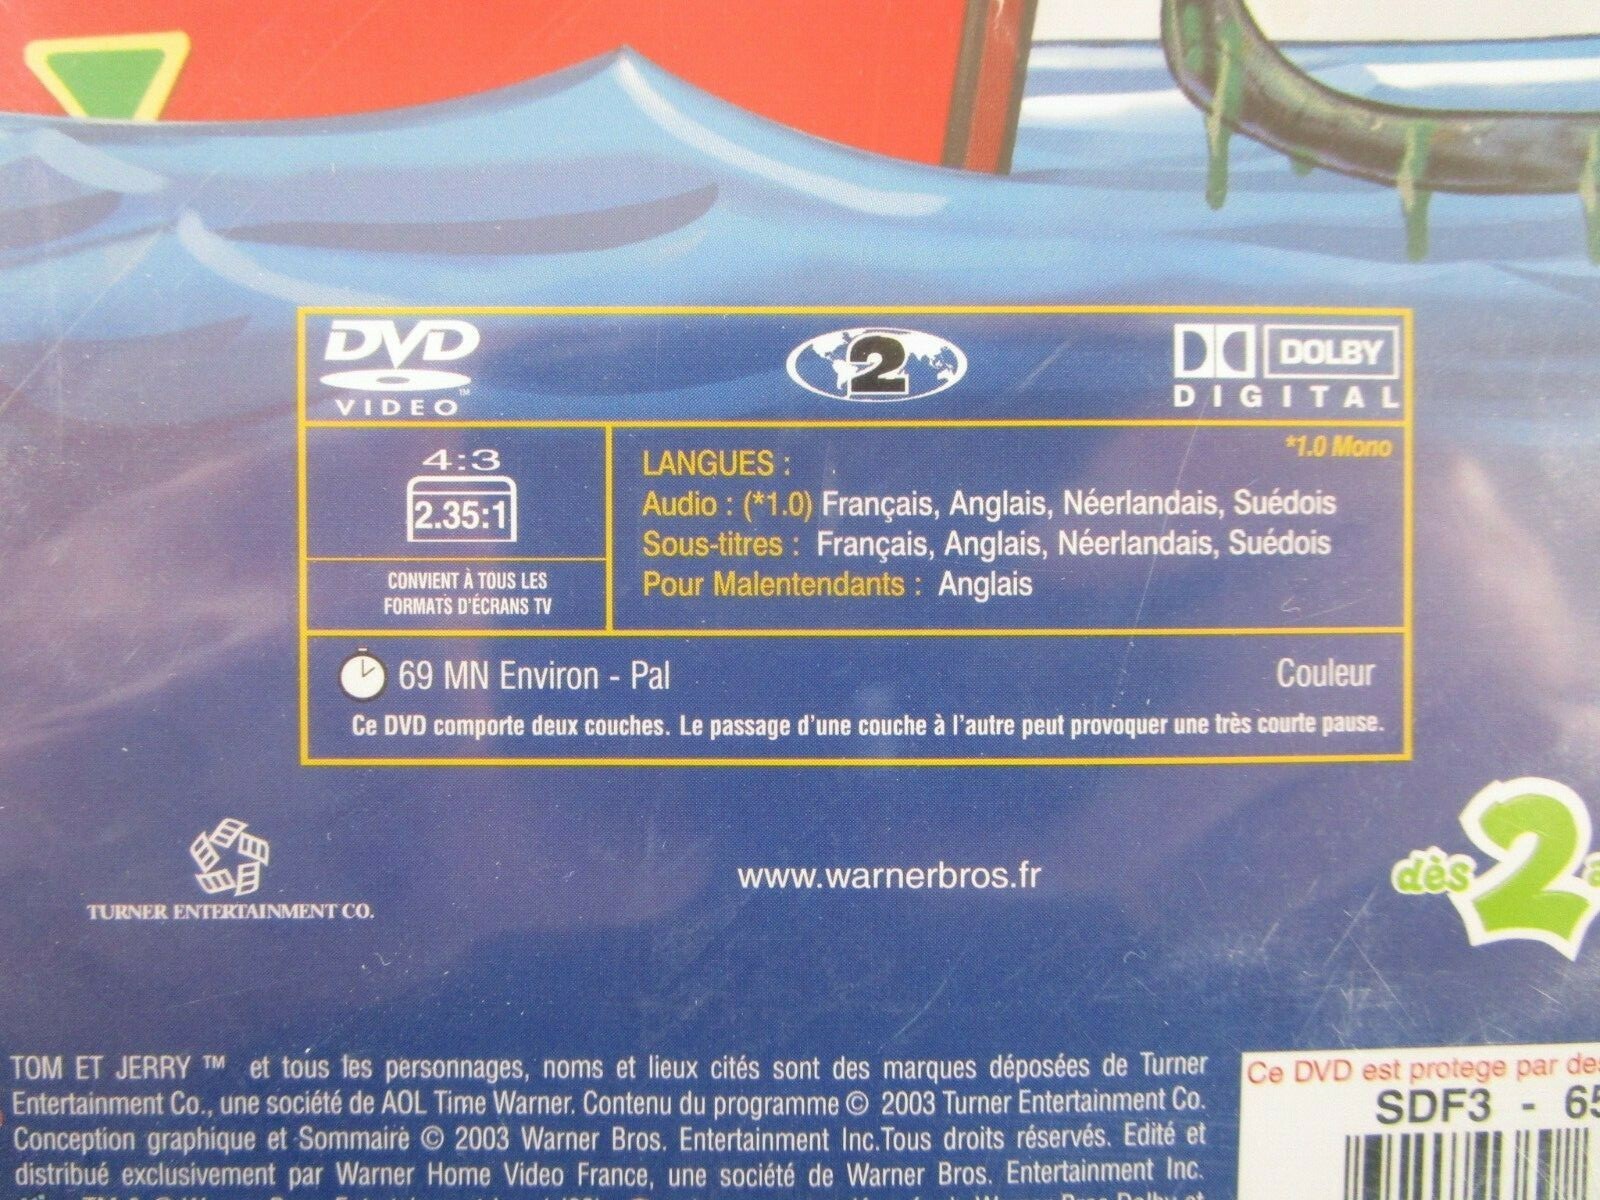 DVD
VIDEO™
2
DOLBY
DIGITAL
4:3
2.35:1
CONVIENT À TOUS LES
FORMATS D'ÉCRANS TV
*1.0 Mono
LANGUES :
Audio : (*1.0) Français, Anglais, Néerlandais, Suédois
Sous-titres : Français, Anglais, Néerlandais, Suédois
Pour Malentendants : Anglais
69 MN Environ - Pal
Couleur
Ce DVD comporte deux couches. Le passage d'une couche à l'autre peut provoquer une très courte pause.
TURNER ENTERTAINMENT CO.
www.warnerbros.fr
dès 2
TOM ET JERRY ™ et tous les personnages, noms et lieux cités sont des marques déposées de Turner
Entertainment Co., une société de AOL Time Warner. Contenu du programme © 2003 Turner Entertainment Co.
Conception graphique et Sommaire © 2003 Warner Bros. Entertainment Inc.Tous droits réservés. Edité et
distribué exclusivement par Warner Home Video France, une société de Warner Bros. Entertainment Inc.
Ce DVD est protege par
SDF3 - 65